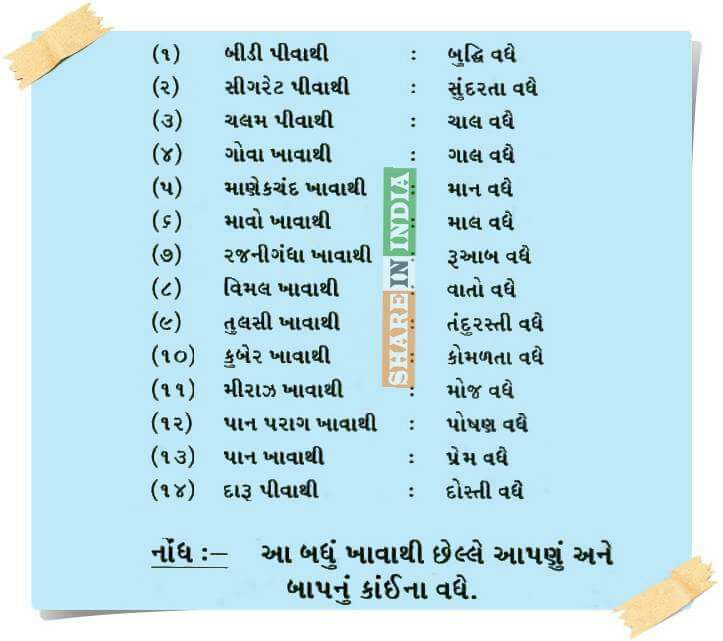 (૧) બીડી પીવાથી : બુદ્ધિ વધે
(૨) સીગરેટ પીવાથી : સુંદરતા વધે
(૩) ચલમ પીવાથી : ચાલ વધે
(૪) ગોવા ખાવાથી : ગાલ વધે
(૫) માણેકચંદ ખાવાથી : માન વધે
(૬) માવો ખાવાથી : માલ વધે
(૭) રજનીગંધા ખાવાથી : રૂઆબ વધે
(૮) વિમલ ખાવાથી : વાતો વધે
(૯) તુલસી ખાવાથી : તંદુરસ્તી વધે
(૧૦) કુબેર ખાવાથી : કોમળતા વધે
(૧૧) મીરાઝ ખાવાથી : મોજ વધે
(૧૨) પાન પરાગ ખાવાથી : પોષણ વધે
(૧૩) પાન ખાવાથી : પ્રેમ વધે
(૧૪) દારૂ પીવાથી : દોસ્તી વધે
નોંધ :– આ બધું ખાવાથી છેલ્લે આપણું અને
બાપનું કાંઈના વધે.
SHARE IN INDIA